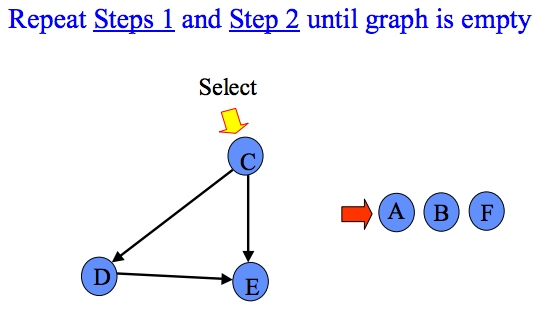 Repeat Steps 1 and Step 2 until graph is empty
Select
C
A B F
D
E